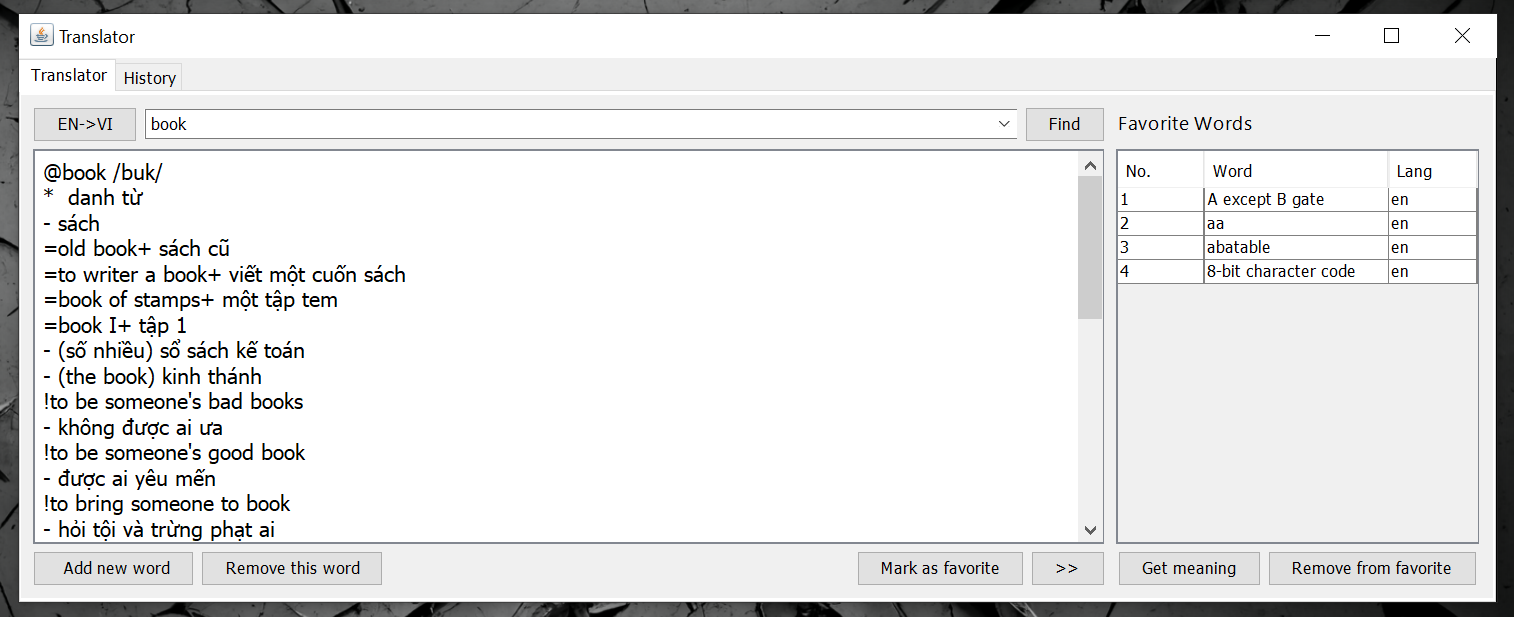 Translator
Translator History
EN->VI book Find Favorite Words
@book /buk/
* danh từ
- sách
=old book+ sách cũ
=to writer a book+ viết một cuốn sách
=book of stamps+ một tập tem
=book I+ tập 1
- (số nhiều) sổ sách kế toán
- (the book) kinh thánh
!to be someone's bad books
- không được ai ưa
!to be someone's good book
- được ai yêu mến
!to bring someone to book
- hỏi tội và trừng phạt ai
No. Word Lang
1 A except B gate en
2 aa en
3 abatable en
4 8-bit character code en
Add new word Remove this word Mark as favorite >> Get meaning Remove from favorite